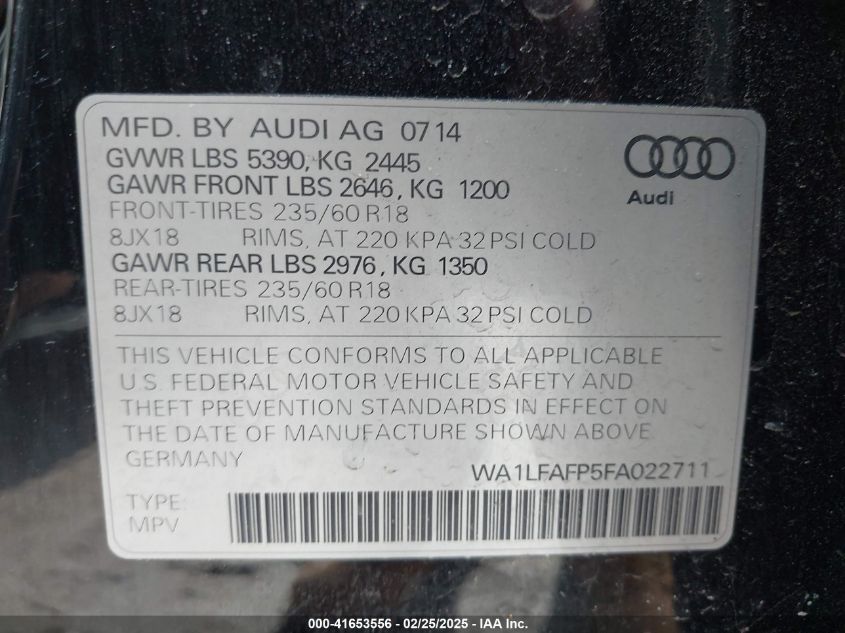 MFD. BY AUDI AG 07 14
GVWR LBS 5390, KG 2445
GAWR FRONT LBS 2646, KG 1200
FRONT-TIRES 235/60 R18
8JX18 RIMS, AT 220 KPA 32 PSI COLD
GAWR REAR LBS 2976, KG 1350
REAR-TIRES 235/60 R18
8JX18 RIMS, AT 220 KPA 32 PSI COLD
Audi
THIS VEHICLE CONFORMS TO ALL APPLICABLE
U.S. FEDERAL MOTOR VEHICLE SAFETY AND
THEFT PREVENTION STANDARDS IN EFFECT ON
THE DATE OF MANUFACTURE SHOWN ABOVE.
GERMANY
WA1LFAFP5FA022711
TYPE:
MPV
000-41653556 - 02/25/2025 - IAA Inc.